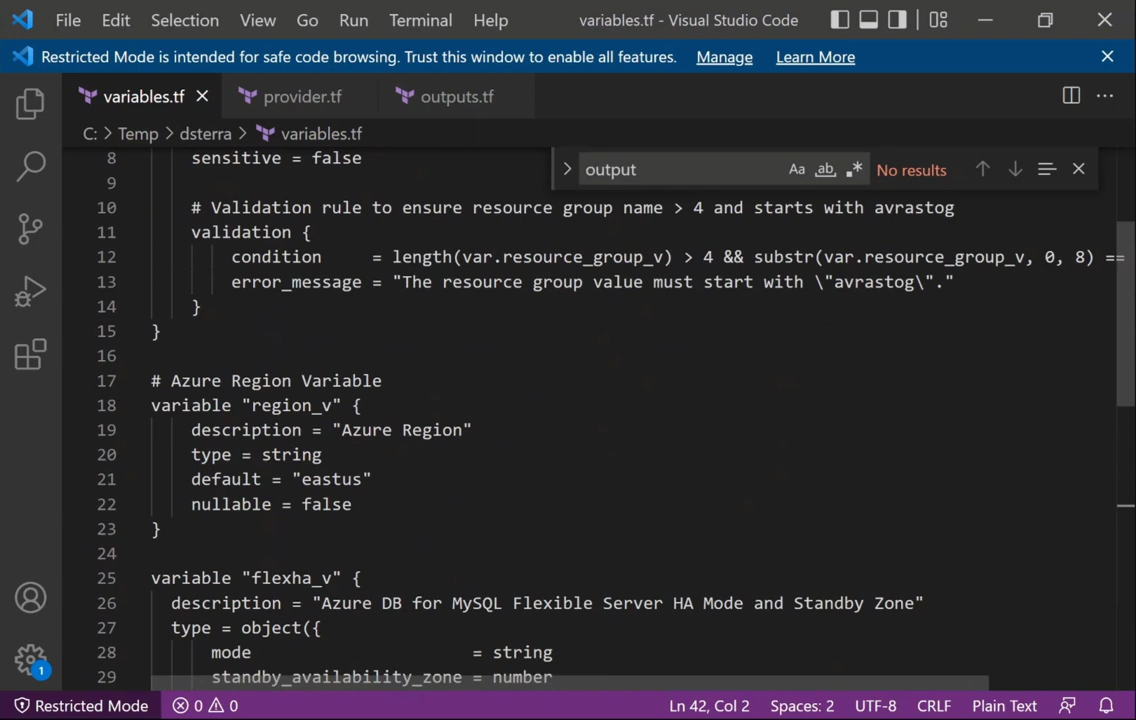 File Edit Selection View Go Run Terminal Help variables.tf - Visual Studio Code
Restricted Mode is intended for safe code browsing. Trust this window to enable all features. Manage Learn More
variables.tf provider.tf outputs.tf
C: > Temp > dsterra > variables.tf
output Aa ab No results
8 sensitive = false
9
10 # Validation rule to ensure resource group name > 4 and starts with avrastog
11 validation {
12 condition = length(var.resource_group_v) > 4 && substr(var.resource_group_v, 0, 8) ==
13 error_message = "The resource group value must start with \"avrastog\"."
14 }
15 }
16
17 # Azure Region Variable
18 variable "region_v" {
19 description = "Azure Region"
20 type = string
21 default = "eastus"
22 nullable = false
23 }
24
25 variable "flexha_v" {
26 description = "Azure DB for MySQL Flexible Server HA Mode and Standby Zone"
27 type = object({
28 mode = string
29 standby_availability_zone = number
1
Restricted Mode 0 0 Ln 42, Col 2 Spaces: 2 UTF-8 CRLF Plain Text